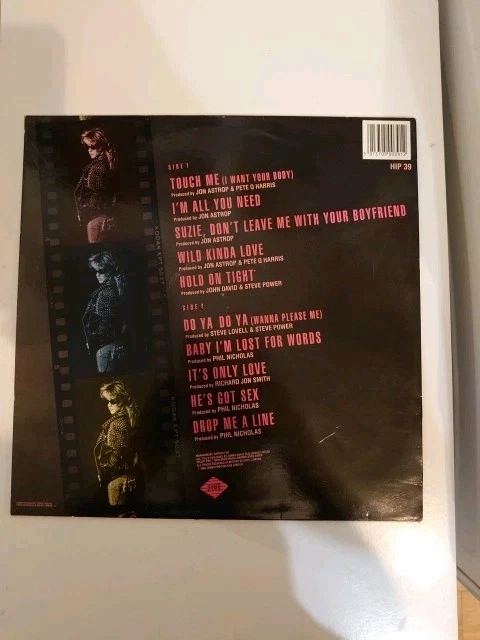 HIP 39
SIDE 1
TOUCH ME (I WANT YOUR BODY)
Produced by JON ASTROP & PETE Q HARRIS
I'M ALL YOU NEED
Produced by JON ASTROP
SUZIE, DON'T LEAVE ME WITH YOUR BOYFRIEND
Produced by JON ASTROP
WILD KINDA LOVE
Produced by JON ASTROP & PETE Q HARRIS
HOLD ON TIGHT
Produced by JOHN DAVID & STEVE POWER
SIDE 2
DO YA DO YA (WANNA PLEASE ME)
Produced by STEVE LOVELL & STEVE POWER
BABY I'M LOST FOR WORDS
Produced by PHIL NICHOLAS
IT'S ONLY LOVE
Produced by RICHARD JON SMITH
HE'S GOT SEX
Produced by PHIL NICHOLAS
DROP ME A LINE
Produced by PHIL NICHOLAS
JIVE